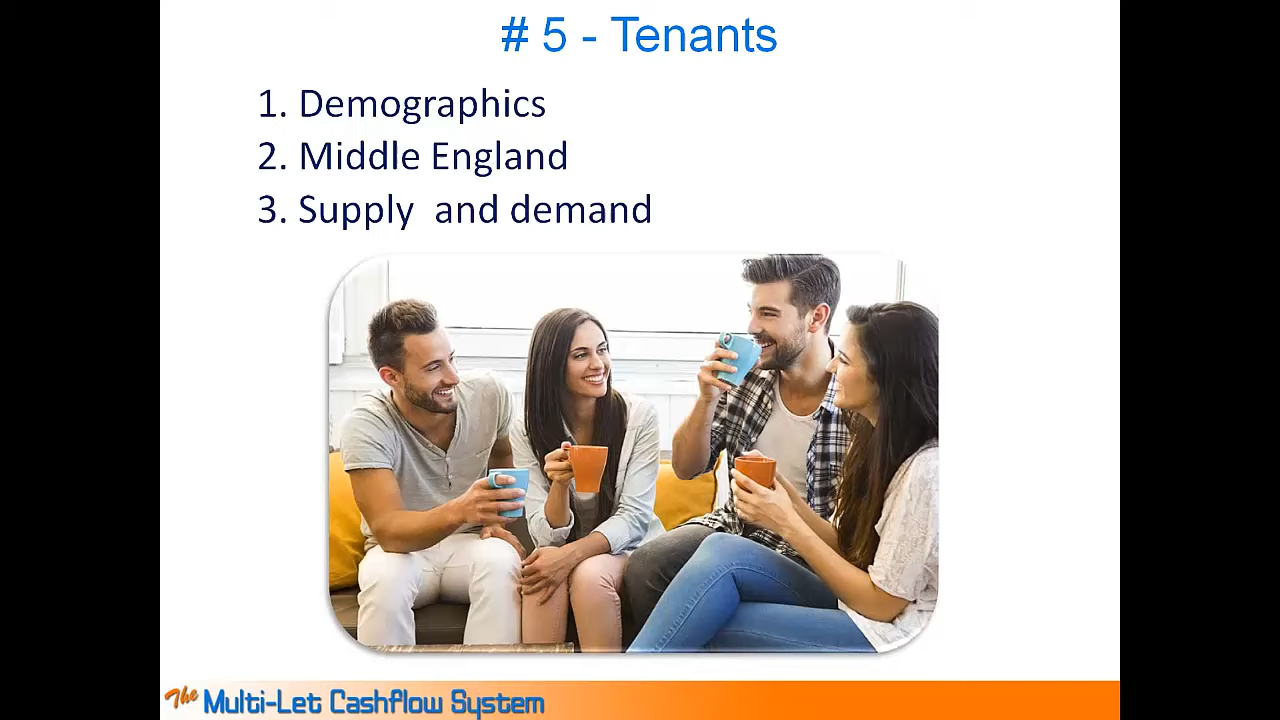 # 5 - Tenants
1. Demographics
2. Middle England
3. Supply and demand
The Multi-Let Cashflow System